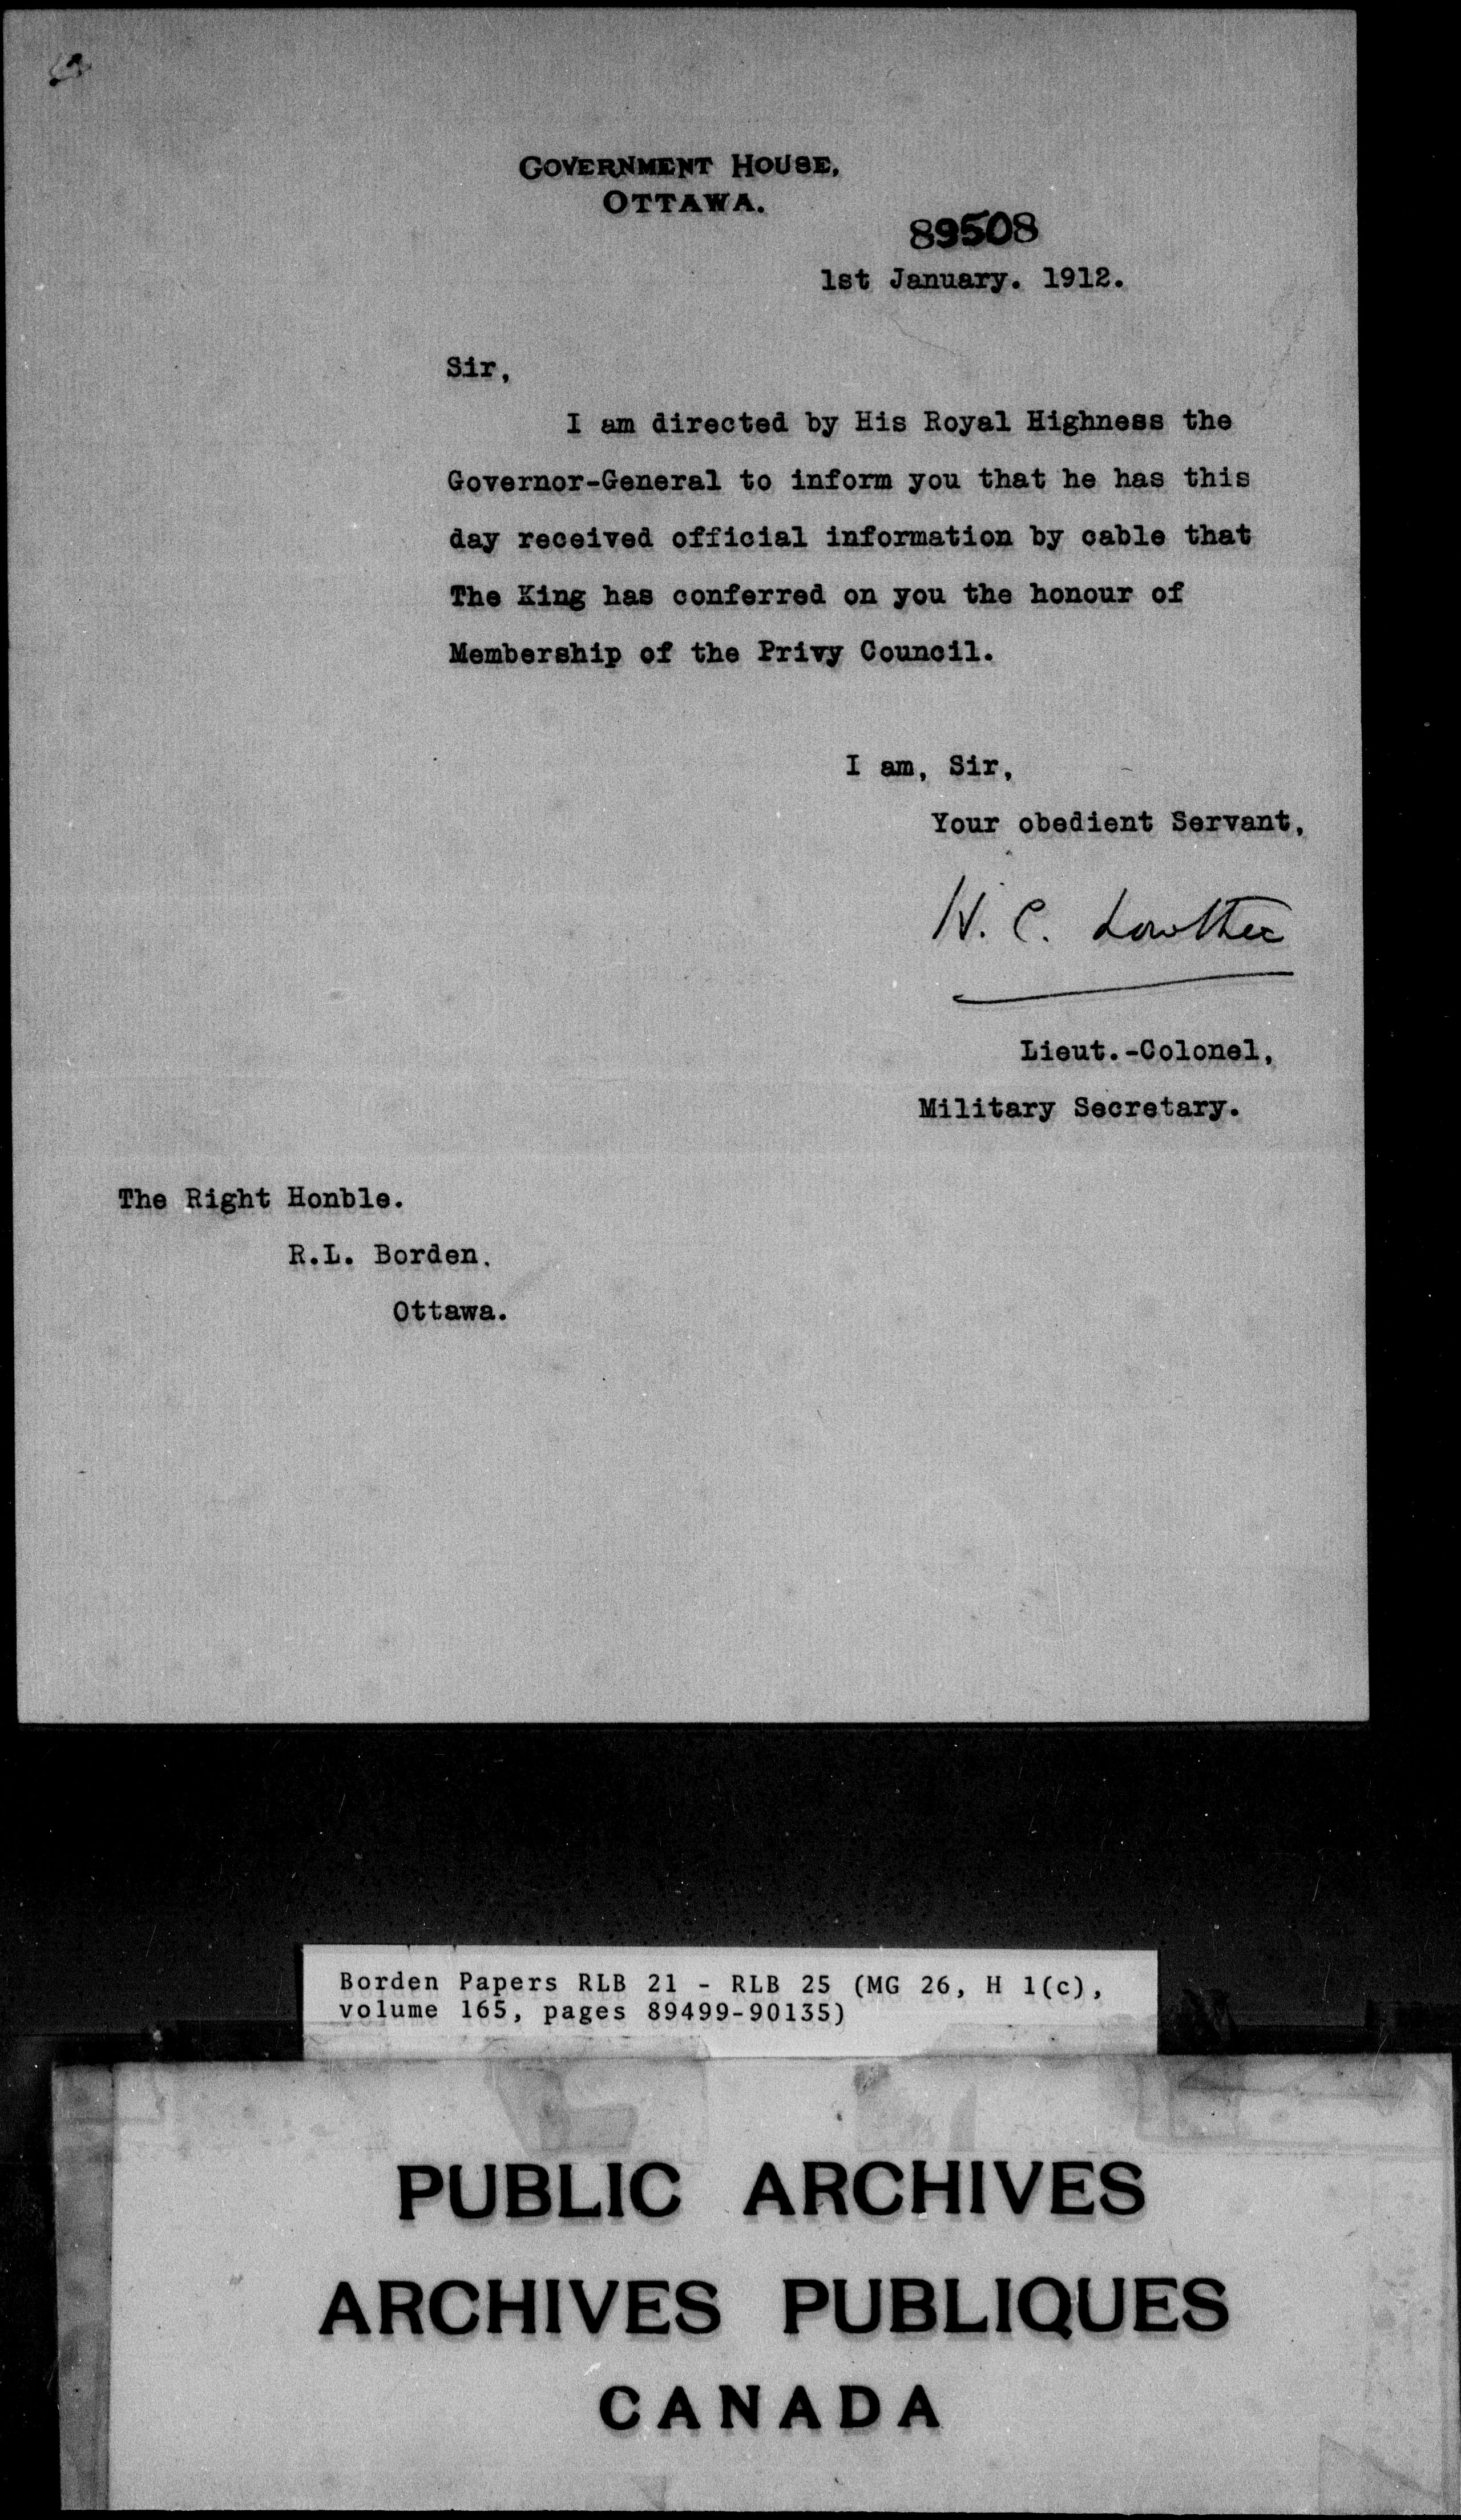 GOVERNMENT HOUSE,
OTTAWA.
89508
1st January. 1912.
Sir,
I am directed by His Royal Highness the
Governor-General to inform you that he has this
day received official information by cable that
The King has conferred on you the honour of
Membership of the Privy Council.
I am, Sir,
Your obedient Servant,
H. C. Lowther
Lieut.-Colonel,
Military Secretary.
The Right Honble.
R.L. Borden.
Ottawa.
Borden Papers RLB 21 - RLB 25 (MG 26, H 1(c),
volume 165, pages 89499-90135)
PUBLIC ARCHIVES
ARCHIVES PUBLIQUES
CANADA